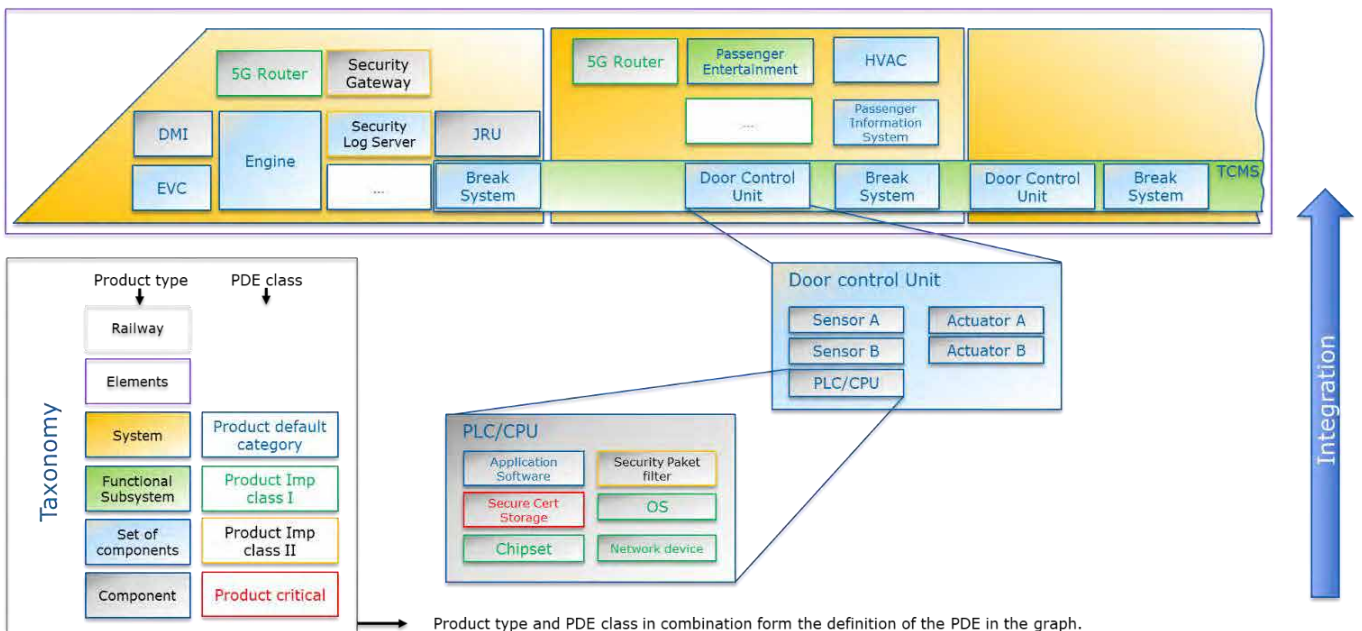 5G Router
Security
Gateway
DMI
Engine
Security
Log Server
JRU
EVC
...
Break
System
5G Router
Passenger
Entertainment
HVAC
...
Passenger
Information
System
Door Control
Unit
Break
System
Door Control
Unit
Break
System
TCMS
Integration
Door control Unit
Sensor A
Actuator A
Sensor B
Actuator B
PLC/CPU
PLC/CPU
Application
Software
Security Paket
filter
Secure Cert
Storage
OS
Chipset
Network device
Taxonomy
Product type
PDE class
Railway
Elements
System
Product default
category
Functional
Subsystem
Product Imp
class I
Set of
components
Product Imp
class II
Component
Product critical
Product type and PDE class in combination form the definition of the PDE in the graph.